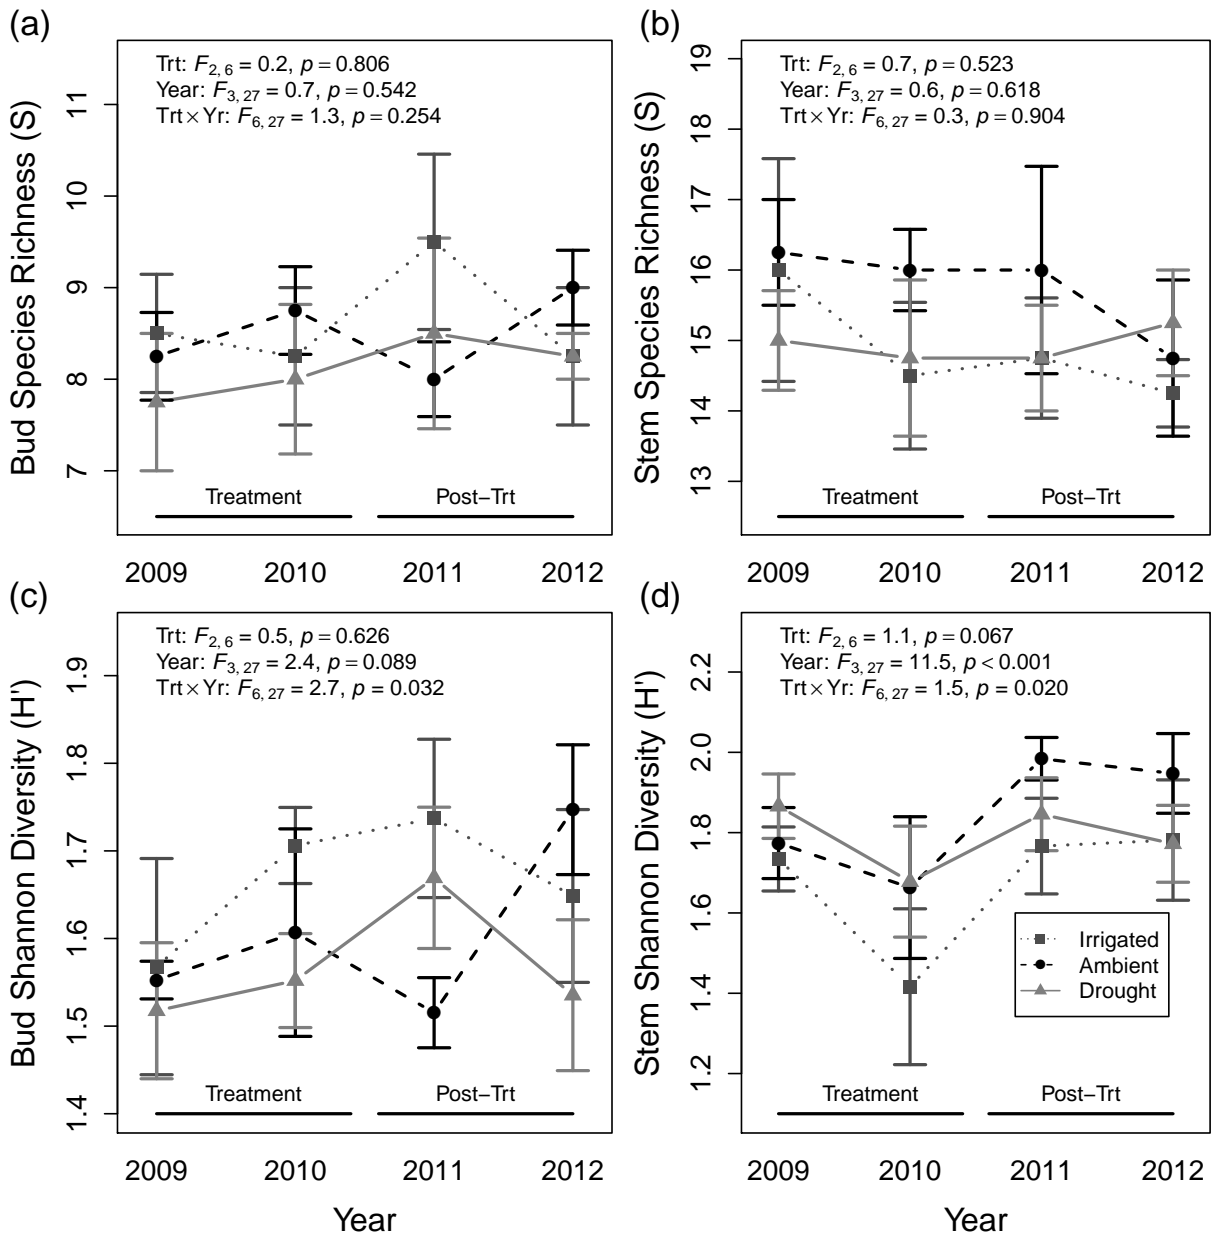 (a)
Trt: F2, 6 = 0.2, p = 0.806
Year: F3, 27 = 0.7, p = 0.542
Trt×Yr: F6, 27 = 1.3, p = 0.254
Bud Species Richness (S)
11
10
9
8
7
Treatment Post−Trt
2009 2010 2011 2012
(b)
Trt: F2, 6 = 0.7, p = 0.523
Year: F3, 27 = 0.6, p = 0.618
Trt×Yr: F6, 27 = 0.3, p = 0.904
Stem Species Richness (S)
19
18
17
16
15
14
13
Treatment Post−Trt
2009 2010 2011 2012
(c)
Trt: F2, 6 = 0.5, p = 0.626
Year: F3, 27 = 2.4, p = 0.089
Trt×Yr: F6, 27 = 2.7, p = 0.032
Bud Shannon Diversity (H')
1.9
1.8
1.7
1.6
1.5
1.4
Treatment Post−Trt
2009 2010 2011 2012
Year
(d)
Trt: F2, 6 = 1.1, p = 0.067
Year: F3, 27 = 11.5, p < 0.001
Trt×Yr: F6, 27 = 1.5, p = 0.020
Stem Shannon Diversity (H')
2.2
2.0
1.8
1.6
1.4
1.2
Irrigated
Ambient
Drought
Treatment Post−Trt
2009 2010 2011 2012
Year